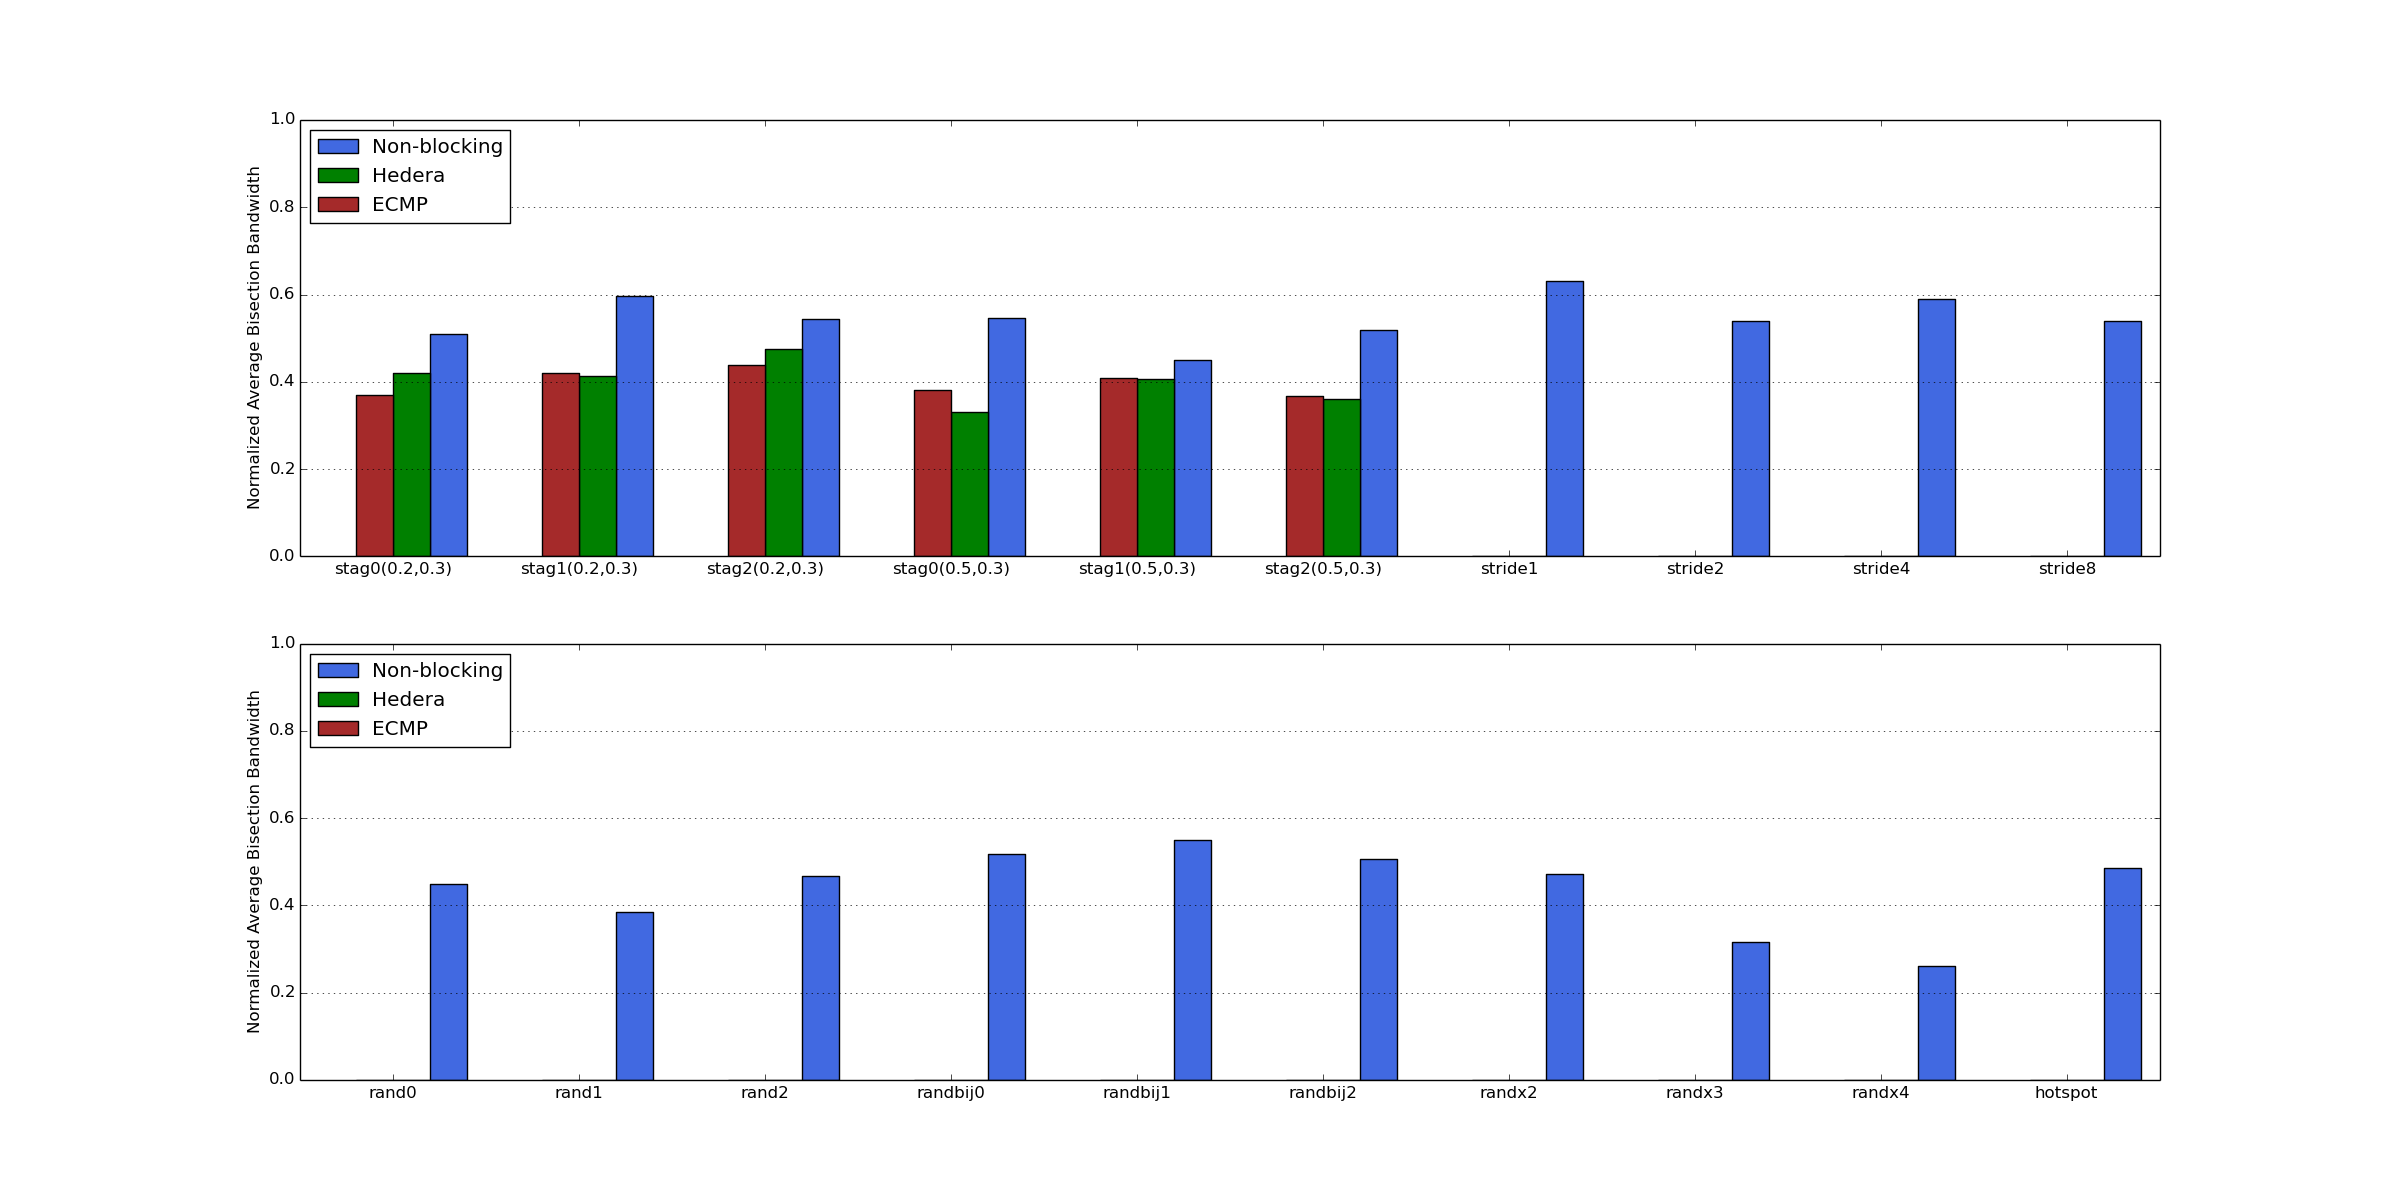 1.0
0.8
0.6
0.4
0.2
0.0
Normalized Average Bisection Bandwidth
Non-blocking
Hedera
ECMP
stag0(0.2,0.3) stag1(0.2,0.3) stag2(0.2,0.3) stag0(0.5,0.3) stag1(0.5,0.3) stag2(0.5,0.3) stride1 stride2 stride4 stride8
1.0
0.8
0.6
0.4
0.2
0.0
Normalized Average Bisection Bandwidth
Non-blocking
Hedera
ECMP
rand0 rand1 rand2 randbij0 randbij1 randbij2 randx2 randx3 randx4 hotspot